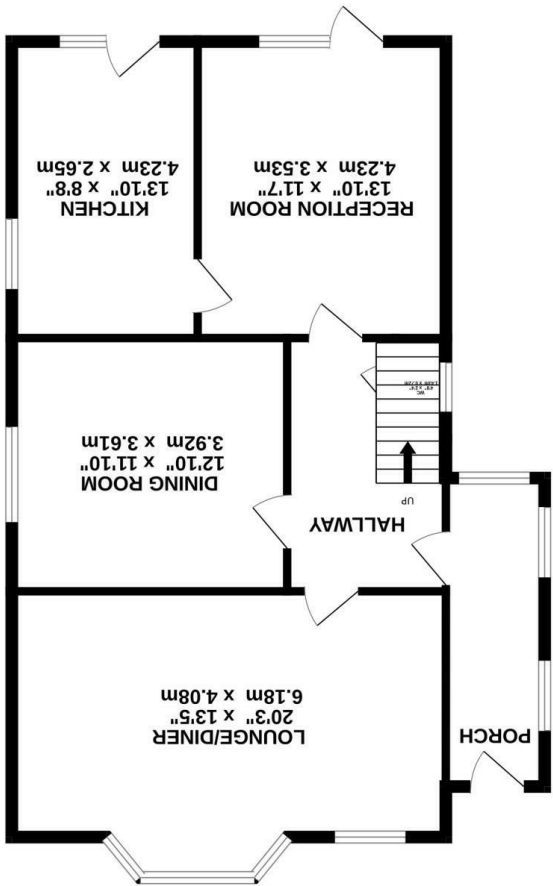 PORCH
LOUNGE/DINER
20'3" x 13'5"
6.18m x 4.08m
HALLWAY
UP
DINING ROOM
12'10" x 11'10"
3.92m x 3.61m
WC
RECEPTION ROOM
13'10" x 11'7"
4.23m x 3.53m
KITCHEN
13'10" x 8'8"
4.23m x 2.65m